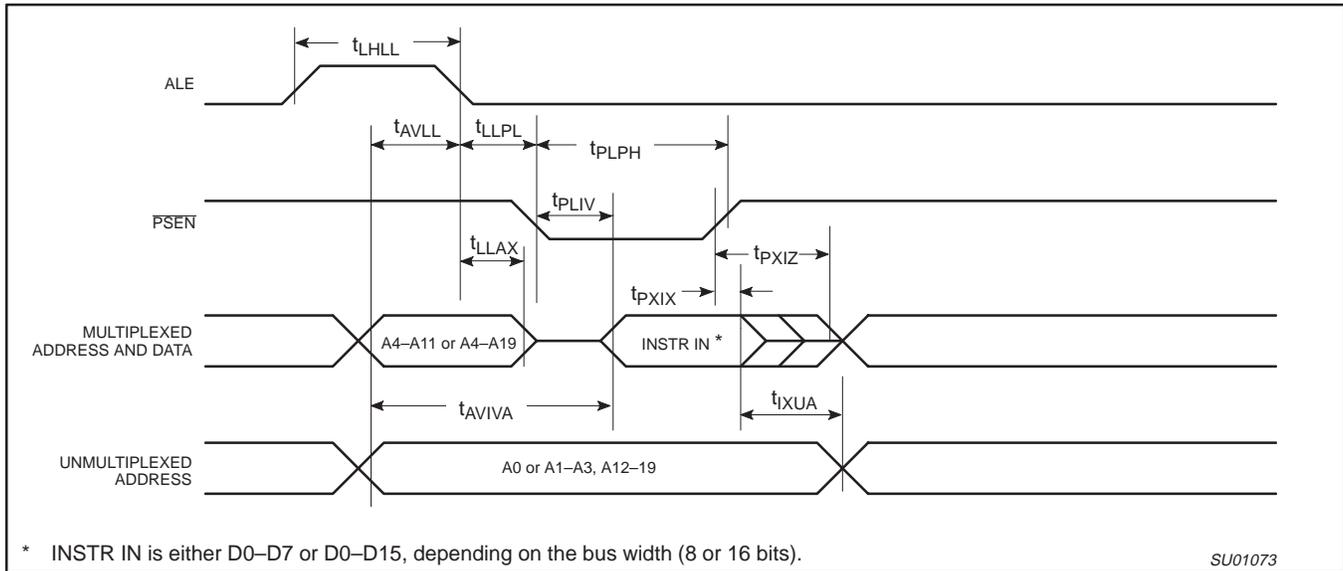 tLHLL
ALE
tAVLL
tLLPL
tPLPH
PSEN
tPLIV
tLLAX
tPXIZ
tPXIX
MULTIPLEXED
ADDRESS AND DATA
A4–A11 or A4–A19
INSTR IN *
tAVIVA
tIXUA
UNMULTIPLEXED
ADDRESS
A0 or A1–A3, A12–19
* INSTR IN is either D0–D7 or D0–D15, depending on the bus width (8 or 16 bits).
SU01073